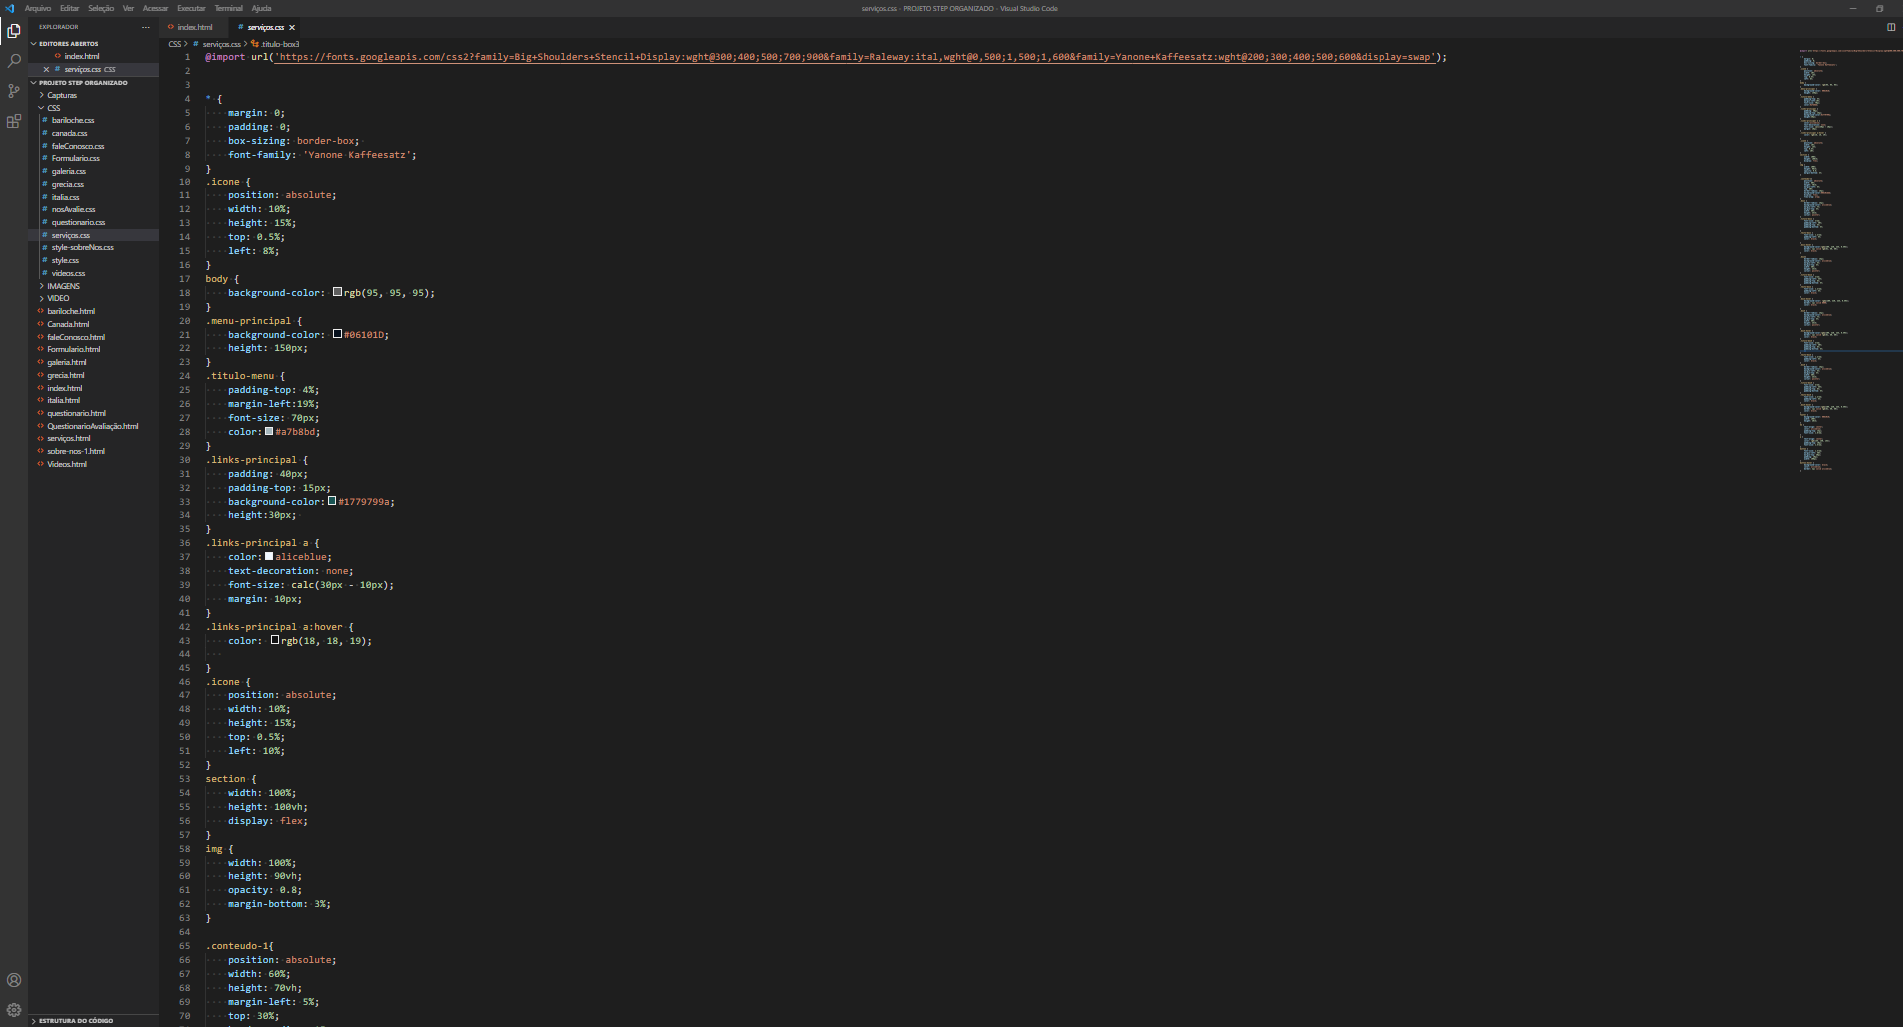 Arquivo Editar Seleção Ver Acessar Executar Terminal Ajuda
serviços.css - PROJETO STEP ORGANIZADO - Visual Studio Code
EXPLORADOR ...
EDITORES ABERTOS
index.html
serviços.css CSS
PROJETO STEP ORGANIZADO
Capturas
CSS
# bariloche.css
# canada.css
# faleConosco.css
# Formulario.css
# galeria.css
# grecia.css
# italia.css
# nosAvalie.css
# questionario.css
# serviços.css
# style-sobreNos.css
# style.css
# videos.css
IMAGENS
VIDEO
bariloche.html
Canada.html
faleConosco.html
Formulario.html
galeria.html
grecia.html
index.html
italia.html
questionario.html
QuestionarioAvaliação.html
serviços.html
sobre-nos-1.html
Videos.html
ESTRUTURA DO CÓDIGO
index.html # serviços.css
CSS > # serviços.css > .titulo-box3
1 @import url('https://fonts.googleapis.com/css2?family=Big+Shoulders+Stencil+Display:wght@300;400;500;700;900&family=Raleway:ital,wght@0,500;1,500;1,600&family=Yanone+Kaffeesatz:wght@200;300;400;500;600&display=swap');
2
3
4 * {
5 margin: 0;
6 padding: 0;
7 box-sizing: border-box;
8 font-family: 'Yanone Kaffeesatz';
9 }
10 .icone {
11 position: absolute;
12 width: 10%;
13 height: 15%;
14 top: 0.5%;
15 left: 8%;
16 }
17 body {
18 background-color: rgb(95, 95, 95);
19 }
20 .menu-principal {
21 background-color: #06101D;
22 height: 150px;
23 }
24 .titulo-menu {
25 padding-top: 4%;
26 margin-left:19%;
27 font-size: 70px;
28 color: #a7b8bd;
29 }
30 .links-principal {
31 padding: 40px;
32 padding-top: 15px;
33 background-color: #1779799a;
34 height:30px;
35 }
36 .links-principal a {
37 color: aliceblue;
38 text-decoration: none;
39 font-size: calc(30px - 10px);
40 margin: 10px;
41 }
42 .links-principal a:hover {
43 color: rgb(18, 18, 19);
44
45 }
46 .icone {
47 position: absolute;
48 width: 10%;
49 height: 15%;
50 top: 0.5%;
51 left: 10%;
52 }
53 section {
54 width: 100%;
55 height: 100vh;
56 display: flex;
57 }
58 img {
59 width: 100%;
60 height: 90vh;
61 opacity: 0.8;
62 margin-bottom: 3%;
63 }
64
65 .conteudo-1{
66 position: absolute;
67 width: 60%;
68 height: 70vh;
69 margin-left: 5%;
70 top: 30%;